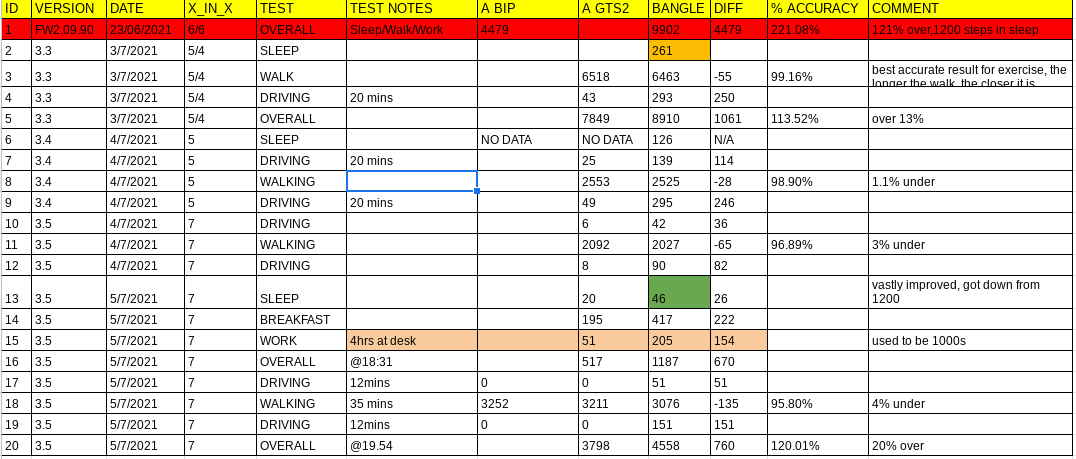 ID VERSION DATE X_IN_X TEST TEST NOTES A BIP A GTS2 BANGLE DIFF % ACCURACY COMMENT
1 FW2.09.90 23/06/2021 6/6 OVERALL Sleep/Walk/Work 4479 9902 4479 221.08% 121% over,1200 steps in sleep
2 3.3 3/7/2021 5/4 SLEEP 261
3 3.3 3/7/2021 5/4 WALK 6518 6463 -55 99.16% best accurate result for exercise, the
longer the walk, the closer it is
4 3.3 3/7/2021 5/4 DRIVING 20 mins 43 293 250
5 3.3 3/7/2021 5/4 OVERALL 7849 8910 1061 113.52% over 13%
6 3.4 4/7/2021 5 SLEEP NO DATA NO DATA 126 N/A
7 3.4 4/7/2021 5 DRIVING 20 mins 25 139 114
8 3.4 4/7/2021 5 WALKING 2553 2525 -28 98.90% 1.1% under
9 3.4 4/7/2021 5 DRIVING 20 mins 49 295 246
10 3.5 4/7/2021 7 DRIVING 6 42 36
11 3.5 4/7/2021 7 WALKING 2092 2027 -65 96.89% 3% under
12 3.5 4/7/2021 7 DRIVING 8 90 82
13 3.5 5/7/2021 7 SLEEP 20 46 26 vastly improved, got down from
1200
14 3.5 5/7/2021 7 BREAKFAST 195 417 222
15 3.5 5/7/2021 7 WORK 4hrs at desk 51 205 154 used to be 1000s
16 3.5 5/7/2021 7 OVERALL @18:31 517 1187 670
17 3.5 5/7/2021 7 DRIVING 12mins 0 0 51 51
18 3.5 5/7/2021 7 WALKING 35 mins 3252 3211 3076 -135 95.80% 4% under
19 3.5 5/7/2021 7 DRIVING 12mins 0 0 151 151
20 3.5 5/7/2021 7 OVERALL @19.54 3798 4558 760 120.01% 20% over